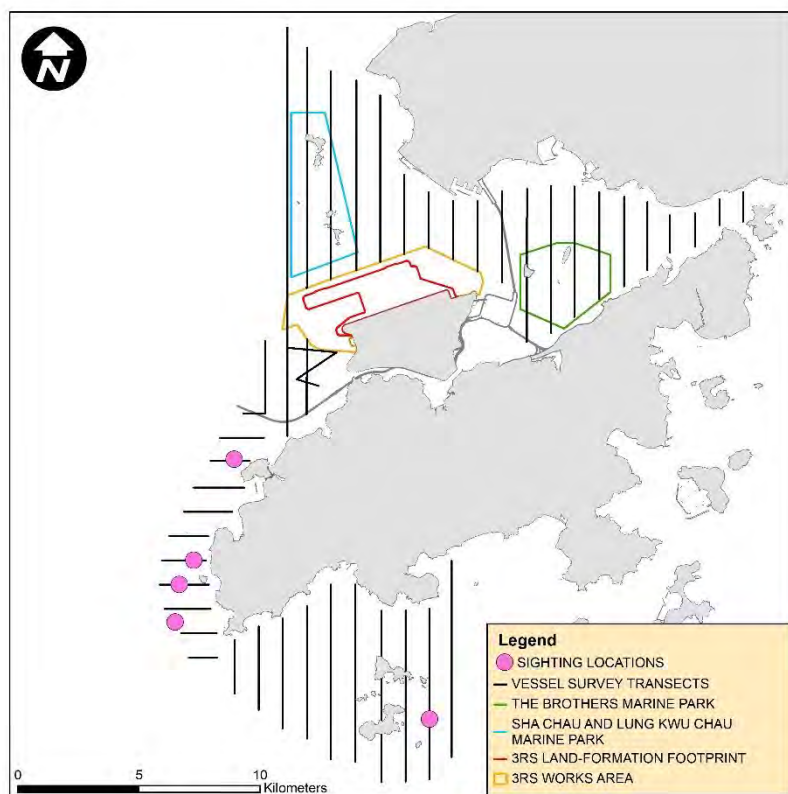 N
Legend
SIGHTING LOCATIONS
VESSEL SURVEY TRANSECTS
THE BROTHERS MARINE PARK
SHA CHAU AND LUNG KWU CHAU
MARINE PARK
3RS LAND-FORMATION FOOTPRINT
3RS WORKS AREA
0 5 10
Kilometers